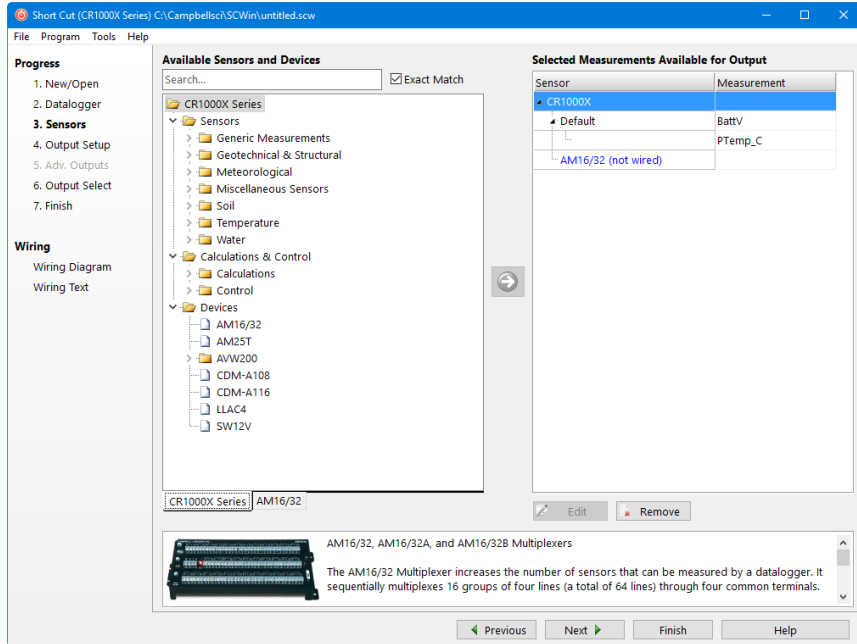 Short Cut (CR1000X Series) C:\Campbellsci\SCWin\untitled.scw
File Program Tools Help
Progress
1. New/Open
2. Datalogger
3. Sensors
4. Output Setup
5. Adv. Outputs
6. Output Select
7. Finish
Wiring
Wiring Diagram
Wiring Text
Available Sensors and Devices
Search...
Exact Match
CR1000X Series
Sensors
Generic Measurements
Geotechnical & Structural
Meteorological
Miscellaneous Sensors
Soil
Temperature
Water
Calculations & Control
Calculations
Control
Devices
AM16/32
AM25T
AVW200
CDM-A108
CDM-A116
LLAC4
SW12V
CR1000X Series AM16/32
Selected Measurements Available for Output
Sensor Measurement
CR1000X
Default BattV
PTemp_C
AM16/32 (not wired)
Edit Remove
AM16/32, AM16/32A, and AM16/32B Multiplexers
The AM16/32 Multiplexer increases the number of sensors that can be measured by a datalogger. It
sequentially multiplexes 16 groups of four lines (a total of 64 lines) through four common terminals.
Previous Next Finish Help